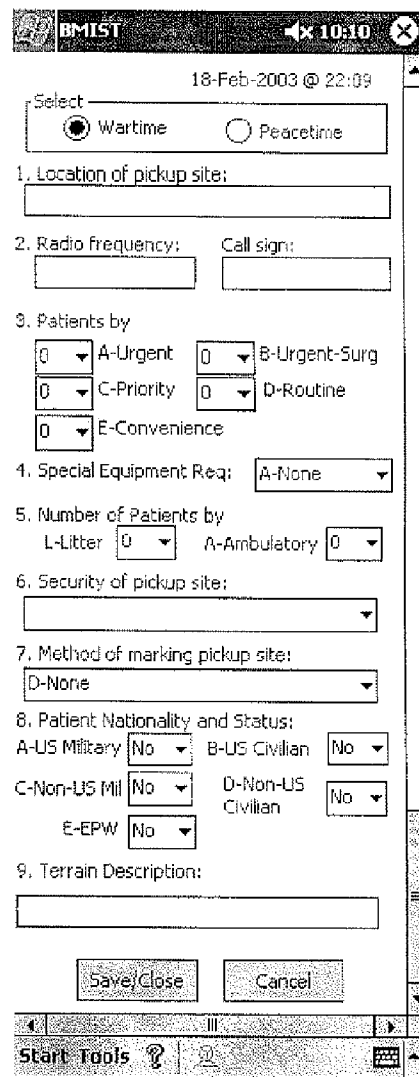 BMIST 10:10
18-Feb-2003 @ 22:09
Select
Wartime Peacetime
1. Location of pickup site:
2. Radio frequency: Call sign:
3. Patients by
0 A-Urgent 0 B-Urgent-Surg
0 C-Priority 0 D-Routine
0 E-Convenience
4. Special Equipment Req: A-None
5. Number of Patients by
L-Litter 0 A-Ambulatory 0
6. Security of pickup site:
7. Method of marking pickup site:
D-None
8. Patient Nationality and Status:
A-US Military No B-US Civilian No
C-Non-US Mil No D-Non-US Civilian No
E-EPW No
9. Terrain Description:
Save/Close Cancel
Start Tools ?